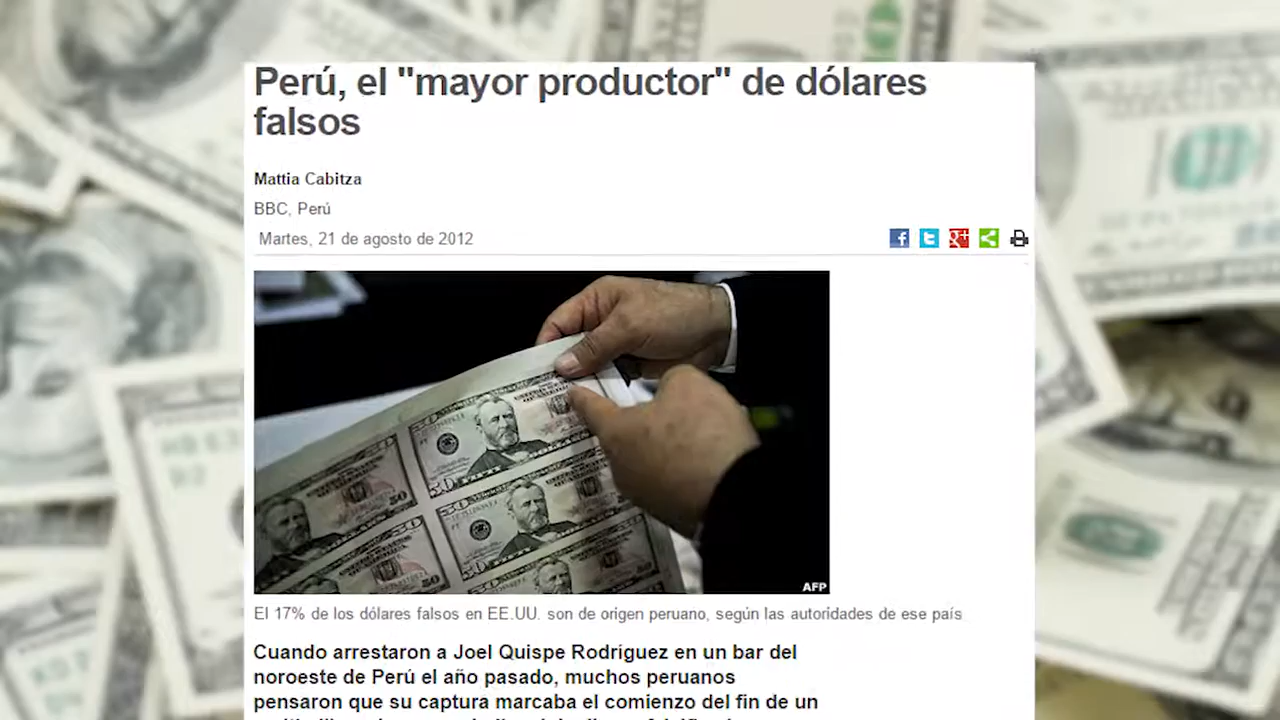 Perú, el "mayor productor" de dólares
falsos
Mattia Cabitza
BBC, Perú
Martes, 21 de agosto de 2012
AFP
El 17% de los dólares falsos en EE.UU. son de origen peruano, según las autoridades de ese país
Cuando arrestaron a Joel Quispe Rodríguez en un bar del
noroeste de Perú el año pasado, muchos peruanos
pensaron que su captura marcaba el comienzo del fin de un